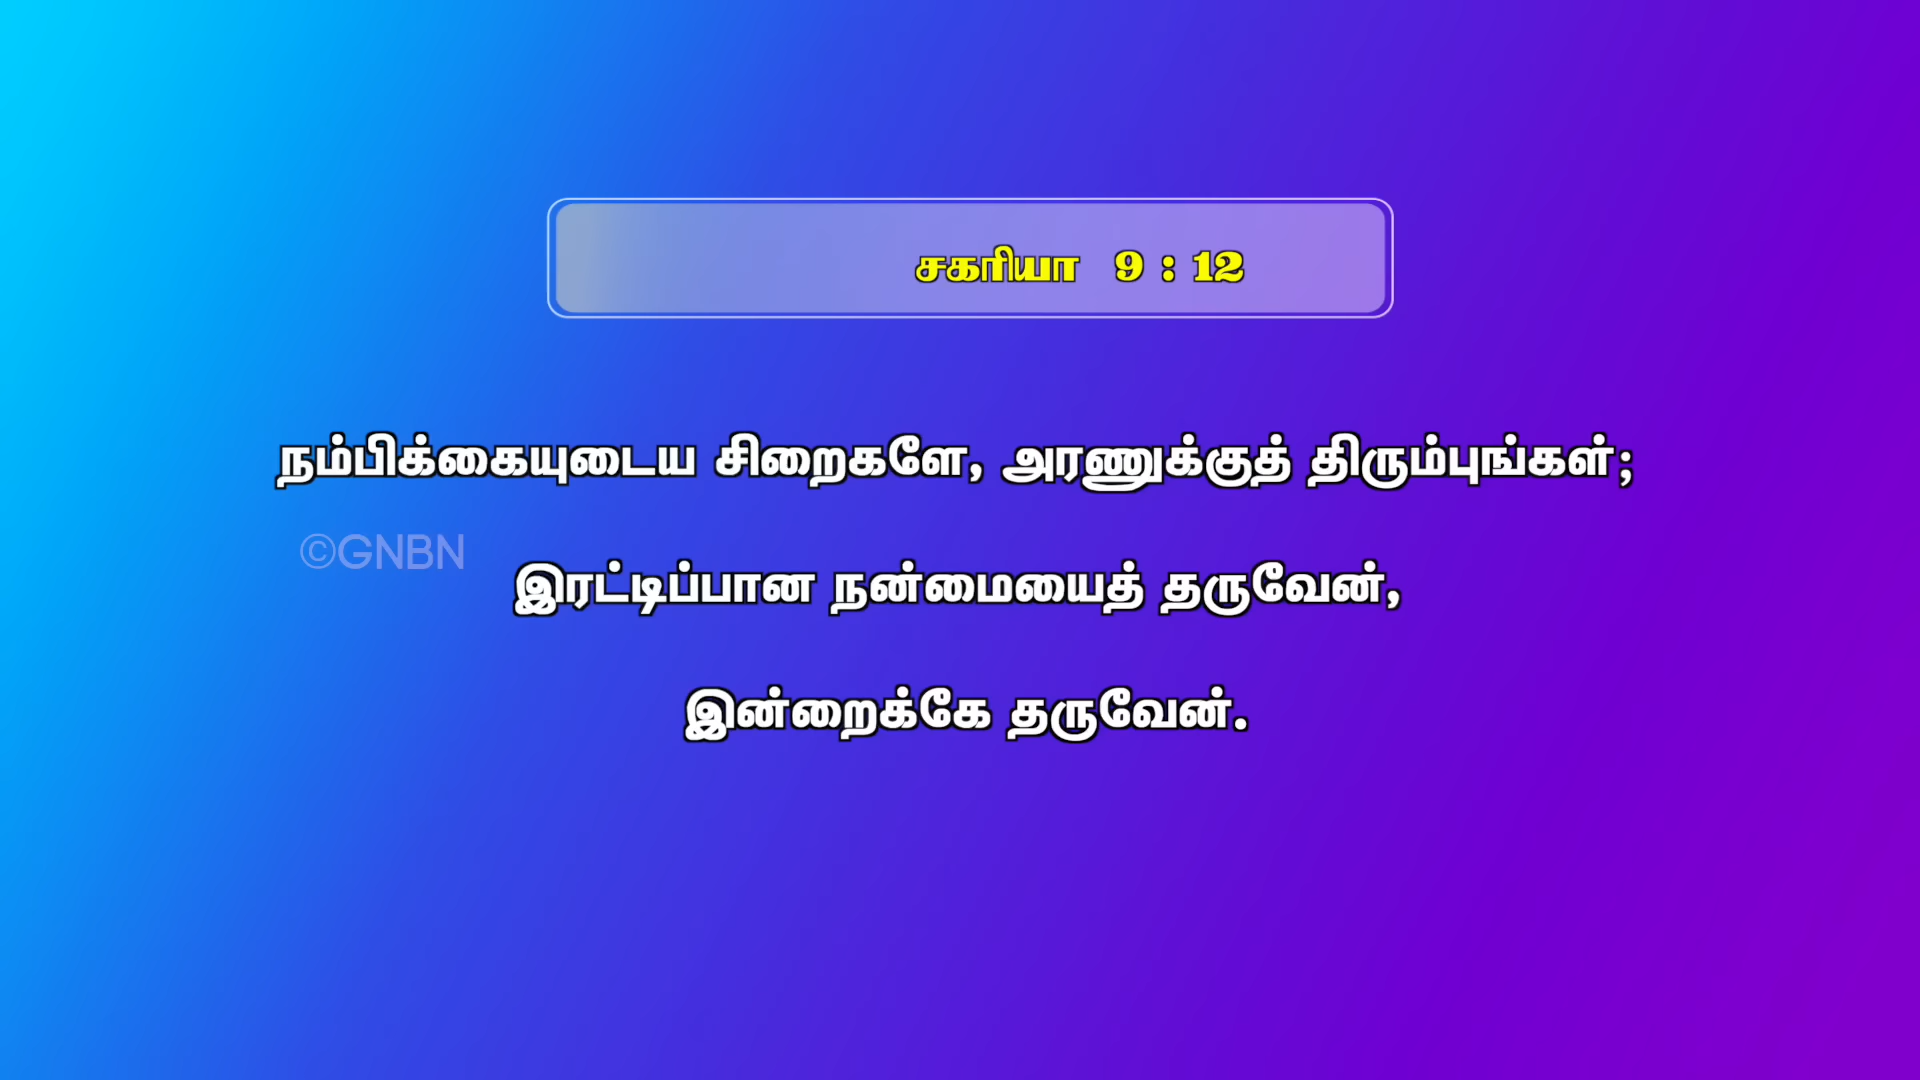 சகரியா 9 : 12
நம்பிக்கையுடைய சிறைகளே, அரணுக்குத் திரும்புங்கள்;
©GNBN
இரட்டிப்பான நன்மையைத் தருவேன்,
இன்றைக்கே தருவேன்.